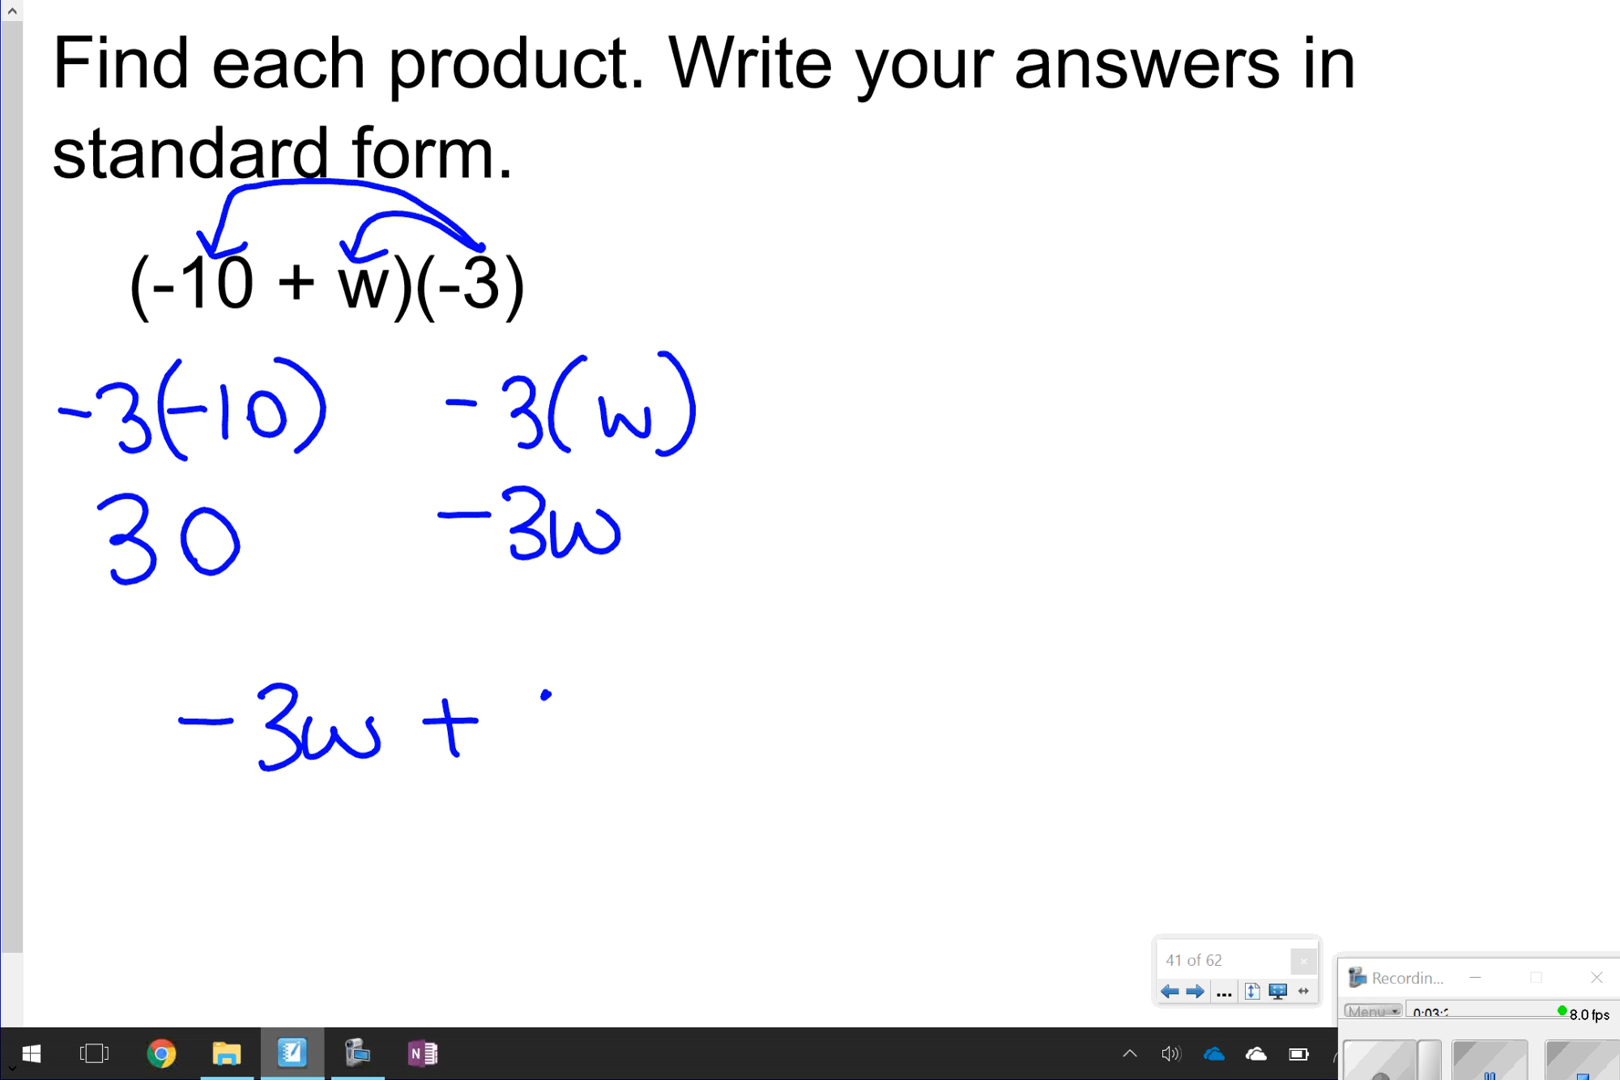 Find each product. Write your answers in
standard form.
(-10 + w)(-3)
-3(-10) -3(w)
30 -3w
-3w +
41 of 62
Recordin...
Menu
8.0 fps